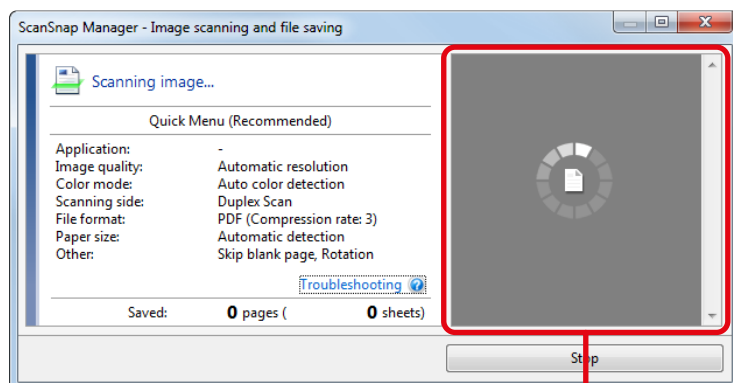 ScanSnap Manager - Image scanning and file saving
Scanning image...
Quick Menu (Recommended)
Application: -
Image quality: Automatic resolution
Color mode: Auto color detection
Scanning side: Duplex Scan
File format: PDF (Compression rate: 3)
Paper size: Automatic detection
Other: Skip blank page, Rotation
Troubleshooting
Saved: 0 pages ( 0 sheets)
Stop